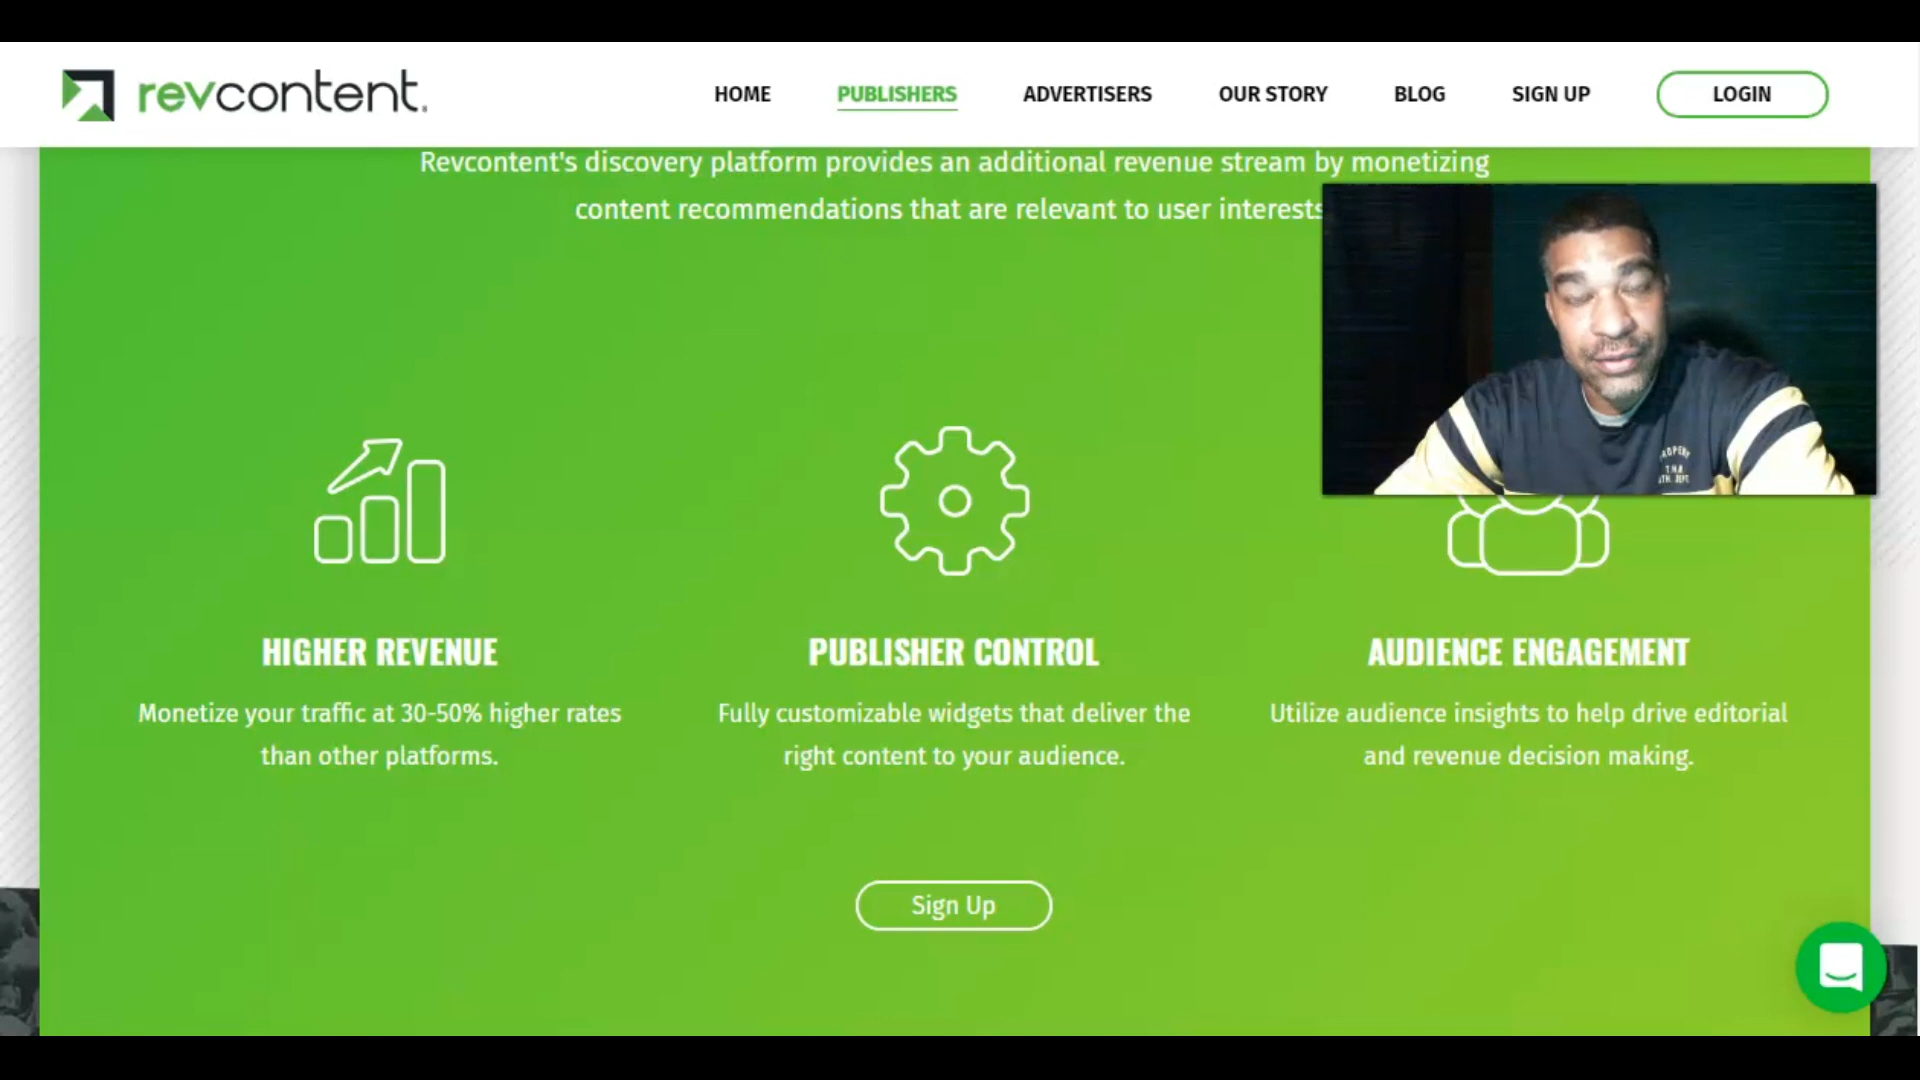 revcontent.
HOME PUBLISHERS ADVERTISERS OUR STORY BLOG SIGN UP LOGIN
Revcontent's discovery platform provides an additional revenue stream by monetizing
content recommendations that are relevant to user interests
HIGHER REVENUE
Monetize your traffic at 30-50% higher rates
than other platforms.
PUBLISHER CONTROL
Fully customizable widgets that deliver the
right content to your audience.
AUDIENCE ENGAGEMENT
Utilize audience insights to help drive editorial
and revenue decision making.
Sign Up